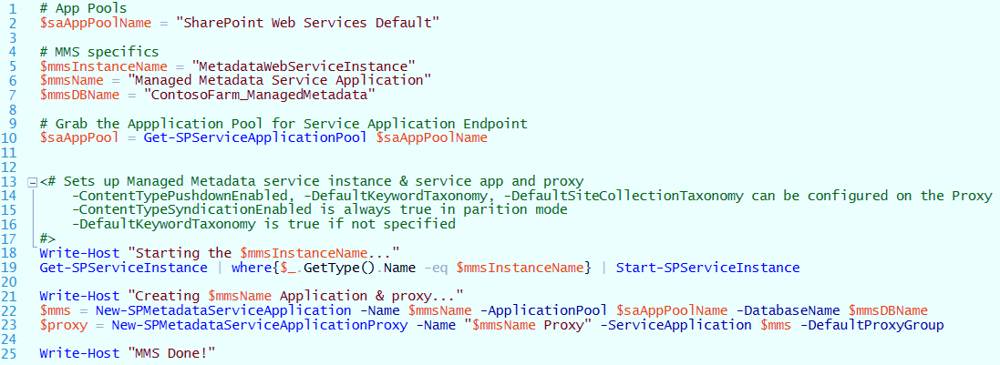 1 # App Pools
2 $saAppPoolName = "SharePoint Web Services Default"
3
4 # MMS specifics
5 $mmsInstanceName = "MetadataWebServiceInstance"
6 $mmsName = "Managed Metadata Service Application"
7 $mmsDBName = "ContosoFarm_ManagedMetadata"
8
9 # Grab the Appplication Pool for Service Application Endpoint
10 $saAppPool = Get-SPServiceApplicationPool $saAppPoolName
11
12
13 <# Sets up Managed Metadata service instance & service app and proxy
14 -ContentTypePushdownEnabled, -DefaultKeywordTaxonomy, -DefaultSiteCollectionTaxonomy can be configured on the Proxy
15 -ContentTypeSyndicationEnabled is always true in parition mode
16 -DefaultKeywordTaxonomy is true if not specified
17 #>
18 Write-Host "Starting the $mmsInstanceName..."
19 Get-SPServiceInstance | where{$_.GetType().Name -eq $mmsInstanceName} | Start-SPServiceInstance
20
21 Write-Host "Creating $mmsName Application & proxy..."
22 $mms = New-SPMetadataServiceApplication -Name $mmsName -ApplicationPool $saAppPoolName -DatabaseName $mmsDBName
23 $proxy = New-SPMetadataServiceApplicationProxy -Name "$mmsName Proxy" -ServiceApplication $mms -DefaultProxyGroup
24
25 Write-Host "MMS Done!"